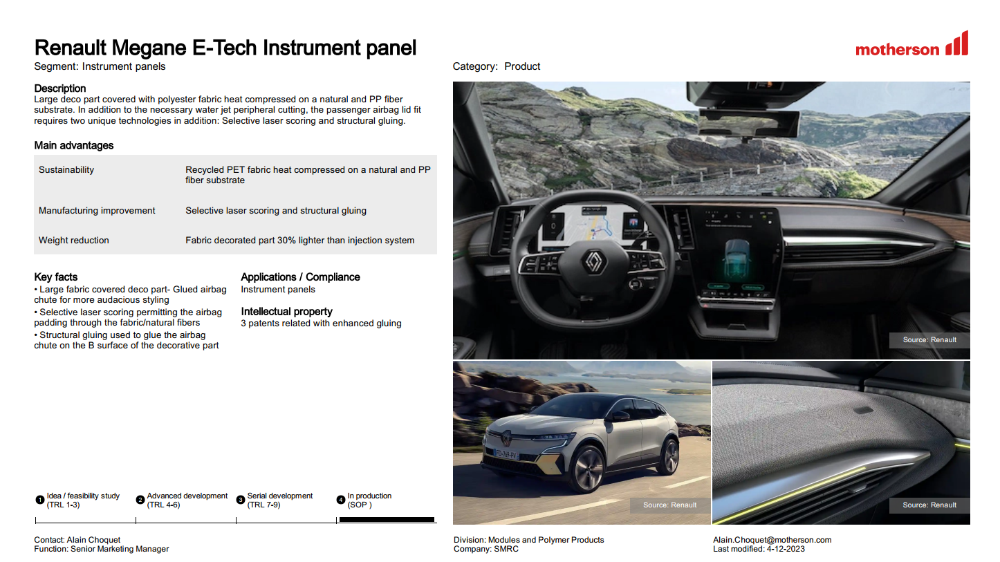 Renault Megane E-Tech Instrument panel
motherson
Segment: Instrument panels
Category: Product
Description
Large deco part covered with polyester fabric heat compressed on a natural and PP fiber
substrate. In addition to the necessary water jet peripheral cutting, the passenger airbag lid fit
requires two unique technologies in addition: Selective laser scoring and structural gluing.
Main advantages
Sustainability
Recycled PET fabric heat compressed on a natural and PP
fiber substrate
Manufacturing improvement
Selective laser scoring and structural gluing
Weight reduction
Fabric decorated part 30% lighter than injection system
Key facts
• Large fabric covered deco part- Glued airbag
chute for more audacious styling
• Selective laser scoring permitting the airbag
padding through the fabric/natural fibers
• Structural gluing used to glue the airbag
chute on the B surface of the decorative part
Applications / Compliance
Instrument panels
Intellectual property
3 patents related with enhanced gluing
Source: Renault
FQ-769-PV
Source: Renault
Source: Renault
1 Idea / feasibility study
(TRL 1-3)
2 Advanced development
(TRL 4-6)
3 Serial development
(TRL 7-9)
4 In production
(SOP )
Contact: Alain Choquet
Function: Senior Marketing Manager
Division: Modules and Polymer Products
Company: SMRC
Alain.Choquet@motherson.com
Last modified: 4-12-2023